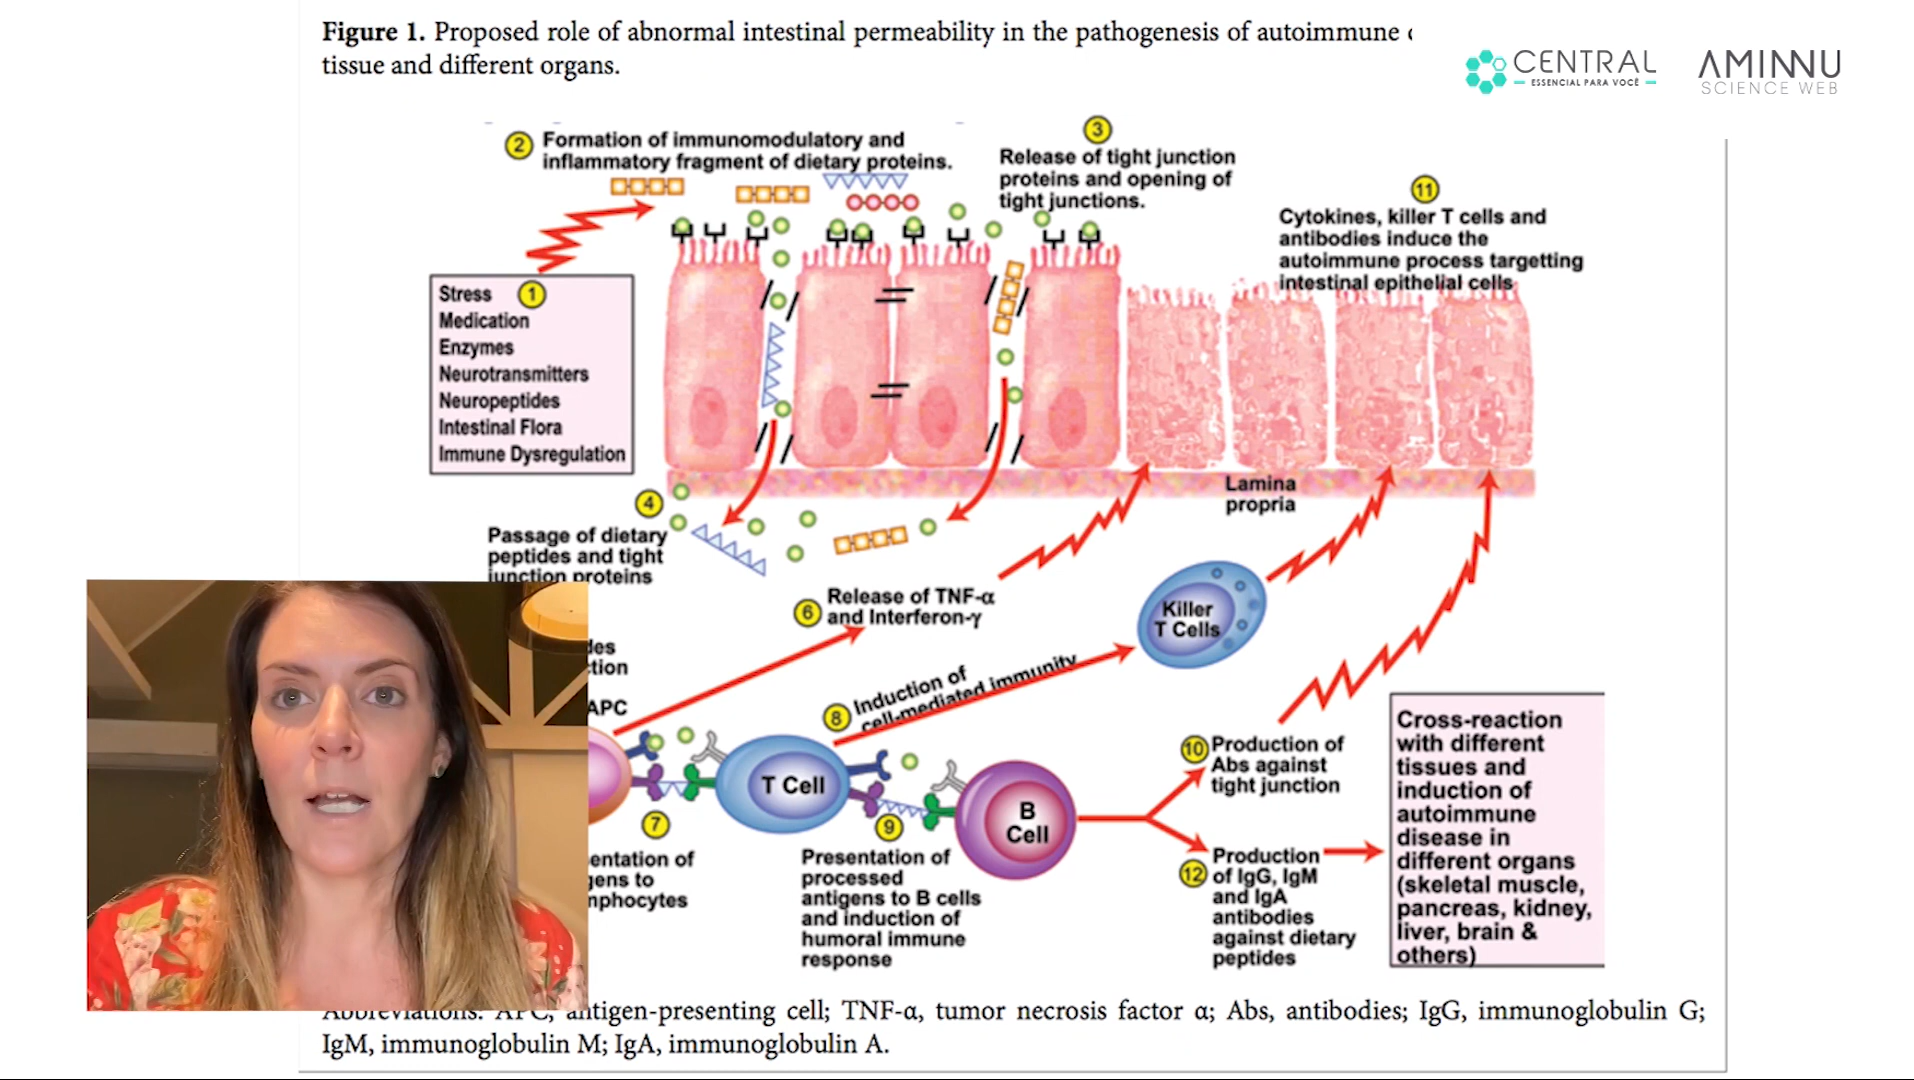 Figure 1. Proposed role of abnormal intestinal permeability in the pathogenesis of autoimmune
tissue and different organs.
CENTRAL
ESSENCIAL PARA VOCÊ
AMINNU
SCIENCE WEB
2
Formation of immunomodulatory and
inflammatory fragment of dietary proteins.
3
Release of tight junction
proteins and opening of
tight junctions.
11
Cytokines, killer T cells and
antibodies induce the
autoimmune process targetting
intestinal epithelial cells
Stress 1
Medication
Enzymes
Neurotransmitters
Neuropeptides
Intestinal Flora
Immune Dysregulation
Lamina
propria
4
Passage of dietary
peptides and tight
junction proteins
6
Release of TNF-α
and Interferon-γ
Killer
T Cells
APC
8
Induction of
cell-mediated immunity
T Cell
7
9
B
Cell
Presentation of
processed
antigens to B cells
and induction of
humoral immune
response
10
Production of
Abs against
tight junction
12
Production
of IgG, IgM
and IgA
antibodies
against dietary
peptides
Cross-reaction
with different
tissues and
induction of
autoimmune
disease in
different organs
(skeletal muscle,
pancreas, kidney,
liver, brain &
others)
Abbreviations: APC, antigen-presenting cell; TNF-α, tumor necrosis factor α; Abs, antibodies; IgG, immunoglobulin G;
IgM, immunoglobulin M; IgA, immunoglobulin A.